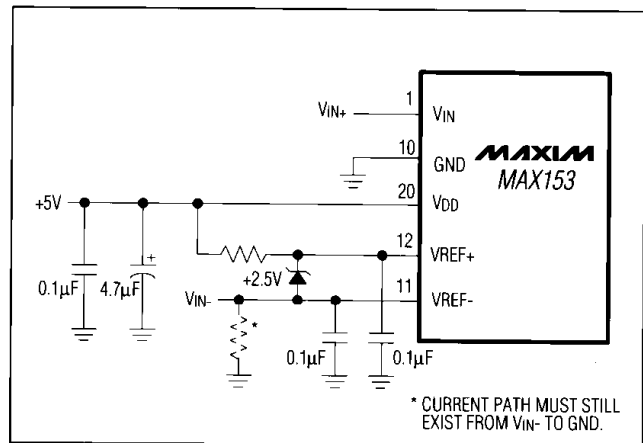 1
VIN+
VIN
10
GND
MAXIM
MAX153
+5V
20
VDD
12
VREF+
+
0.1µF
4.7µF
+2.5V
VIN-
11
VREF-
*
0.1µF
0.1µF
* CURRENT PATH MUST STILL
EXIST FROM VIN- TO GND.